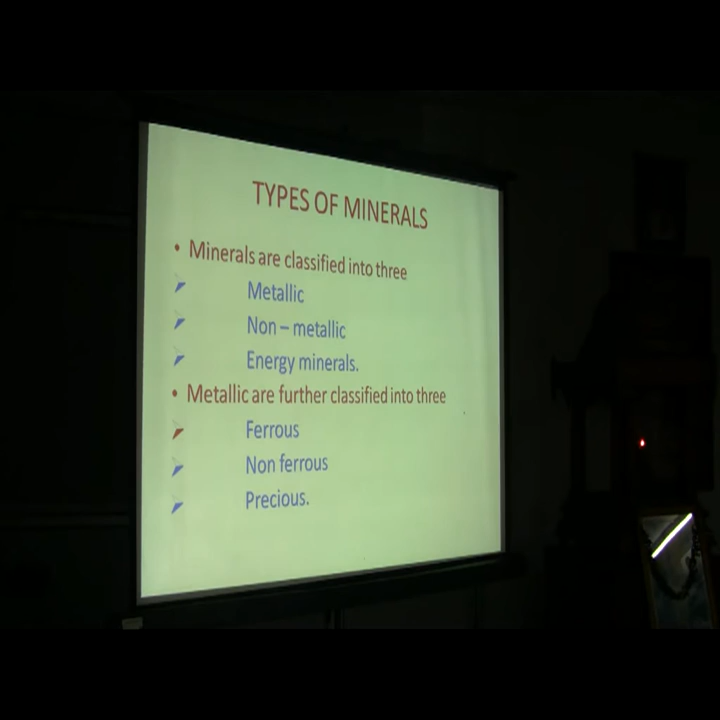 TYPES OF MINERALS
• Minerals are classified into three
Metallic
Non – metallic
Energy minerals.
• Metallic are further classified into three
Ferrous
Non ferrous
Precious.